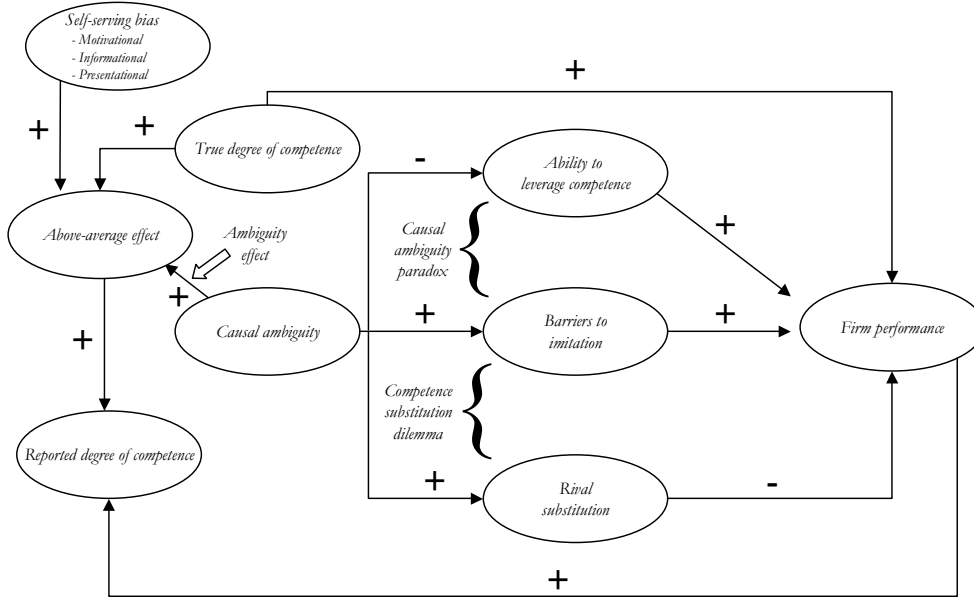 Self-serving bias
- Motivational
- Informational
- Presentational
+
+
+
True degree of competence
+
-
Ability to
leverage competence
Above-average effect
Ambiguity
effect
Causal
ambiguity
paradox
{
+
+
Causal ambiguity
+
Barriers to
imitation
+
Firm performance
+
Competence
substitution
dilemma
{
Reported degree of competence
+
Rival
substitution
-
+